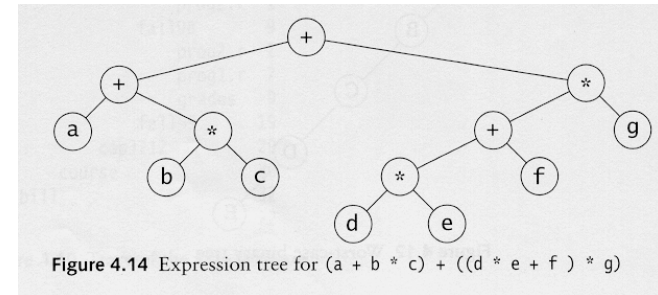 +
+ *
a * + g
b c * f
d e
Figure 4.14 Expression tree for (a + b * c) + ((d * e + f ) * g)